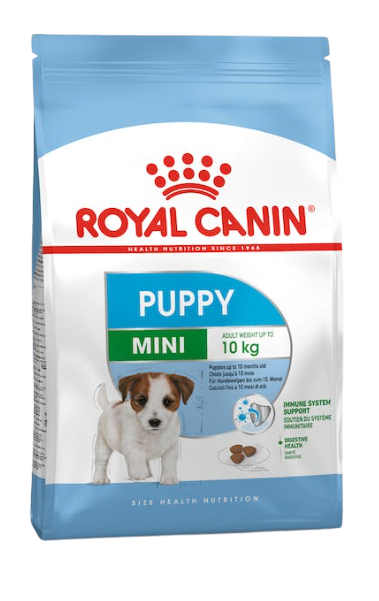 ROYAL CANIN®
HEALTH NUTRITION SINCE 1968
PUPPY
MINI
ADULT WEIGHT UP TO
10 kg
Puppies up to 10 months old
Chiots jusqu'à 10 mois
Für Hundewelpen bis zum 10. Monat
Cuccioli fino a 10 mesi di età
IMMUNE SYSTEM
SUPPORT
SOUTIEN DU SYSTÈME
IMMUNITAIRE
+ DIGESTIVE
HEALTH
SANTÉ
DIGESTIVE
SIZE HEALTH NUTRITION